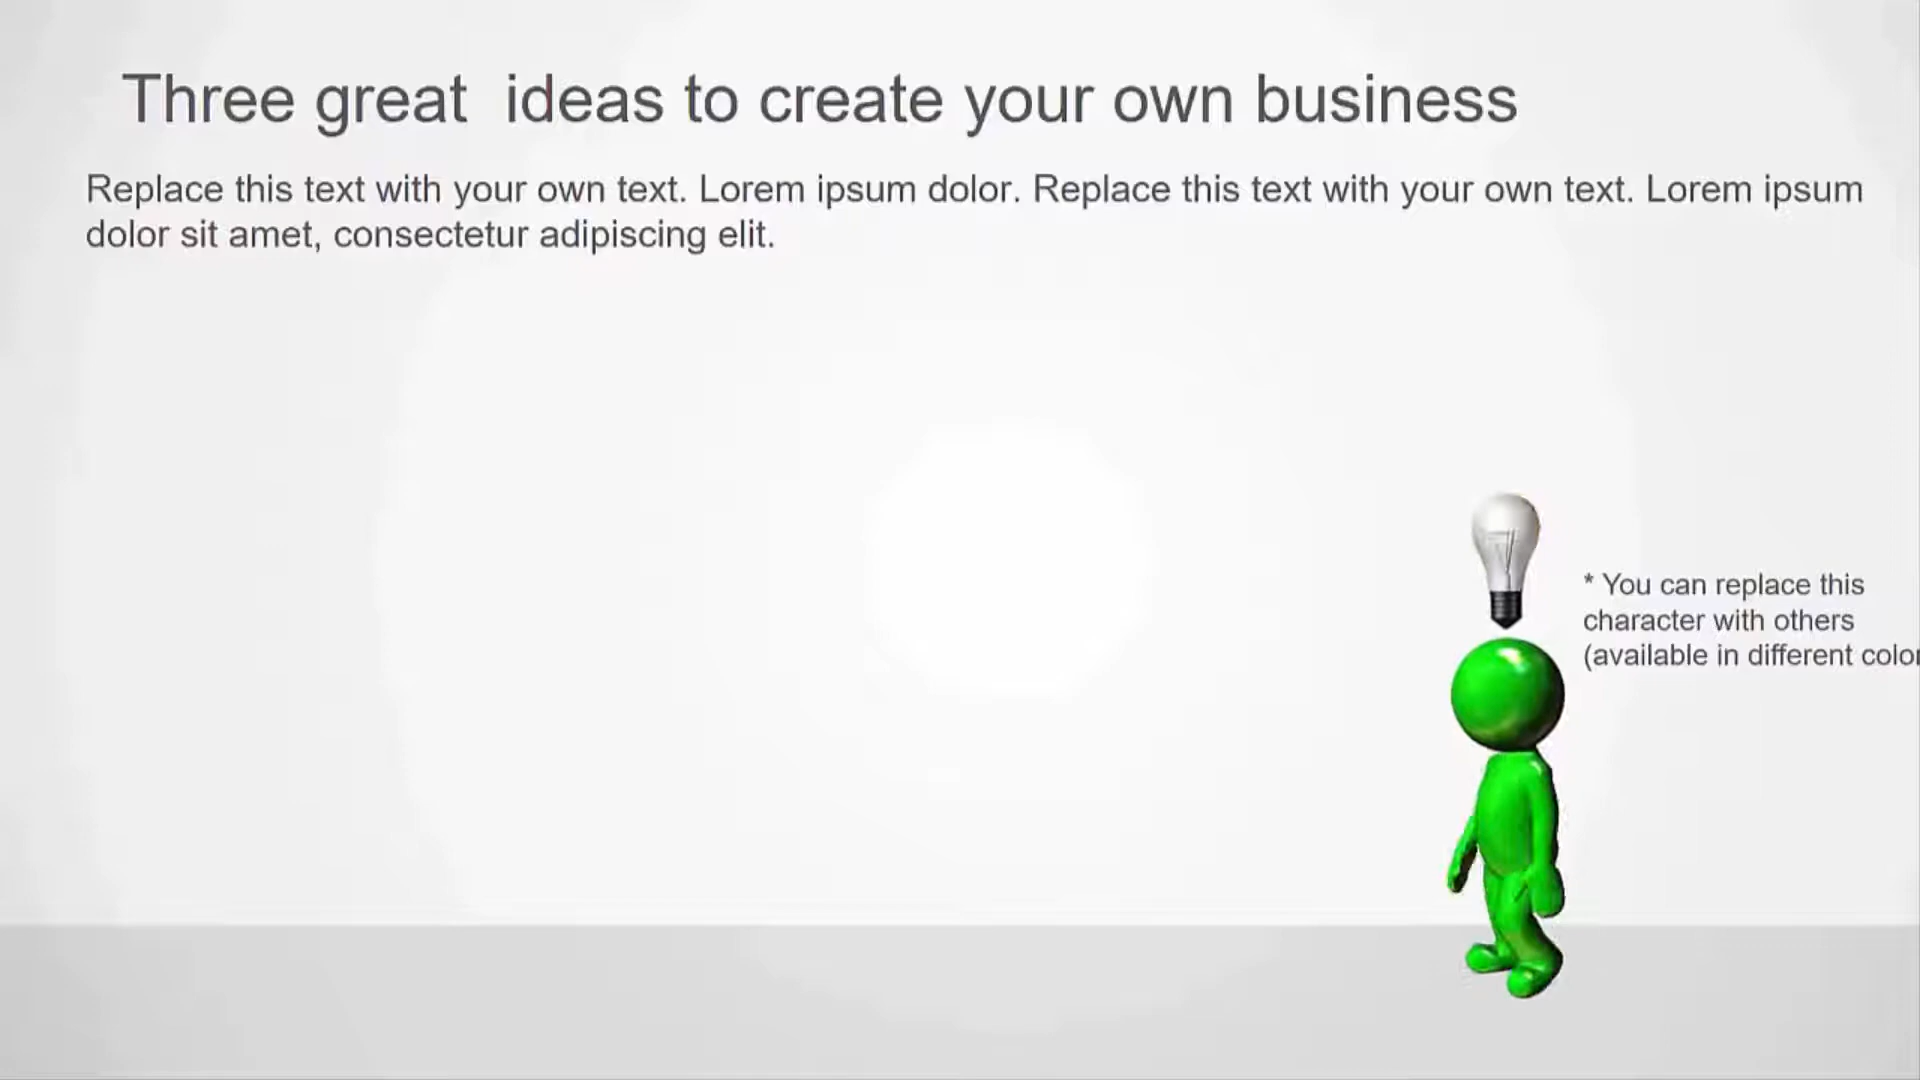 Three great  ideas to create your own business
Replace this text with your own text. Lorem ipsum dolor. Replace this text with your own text. Lorem ipsum
dolor sit amet, consectetur adipiscing elit.
* You can replace this
character with others
(available in different color